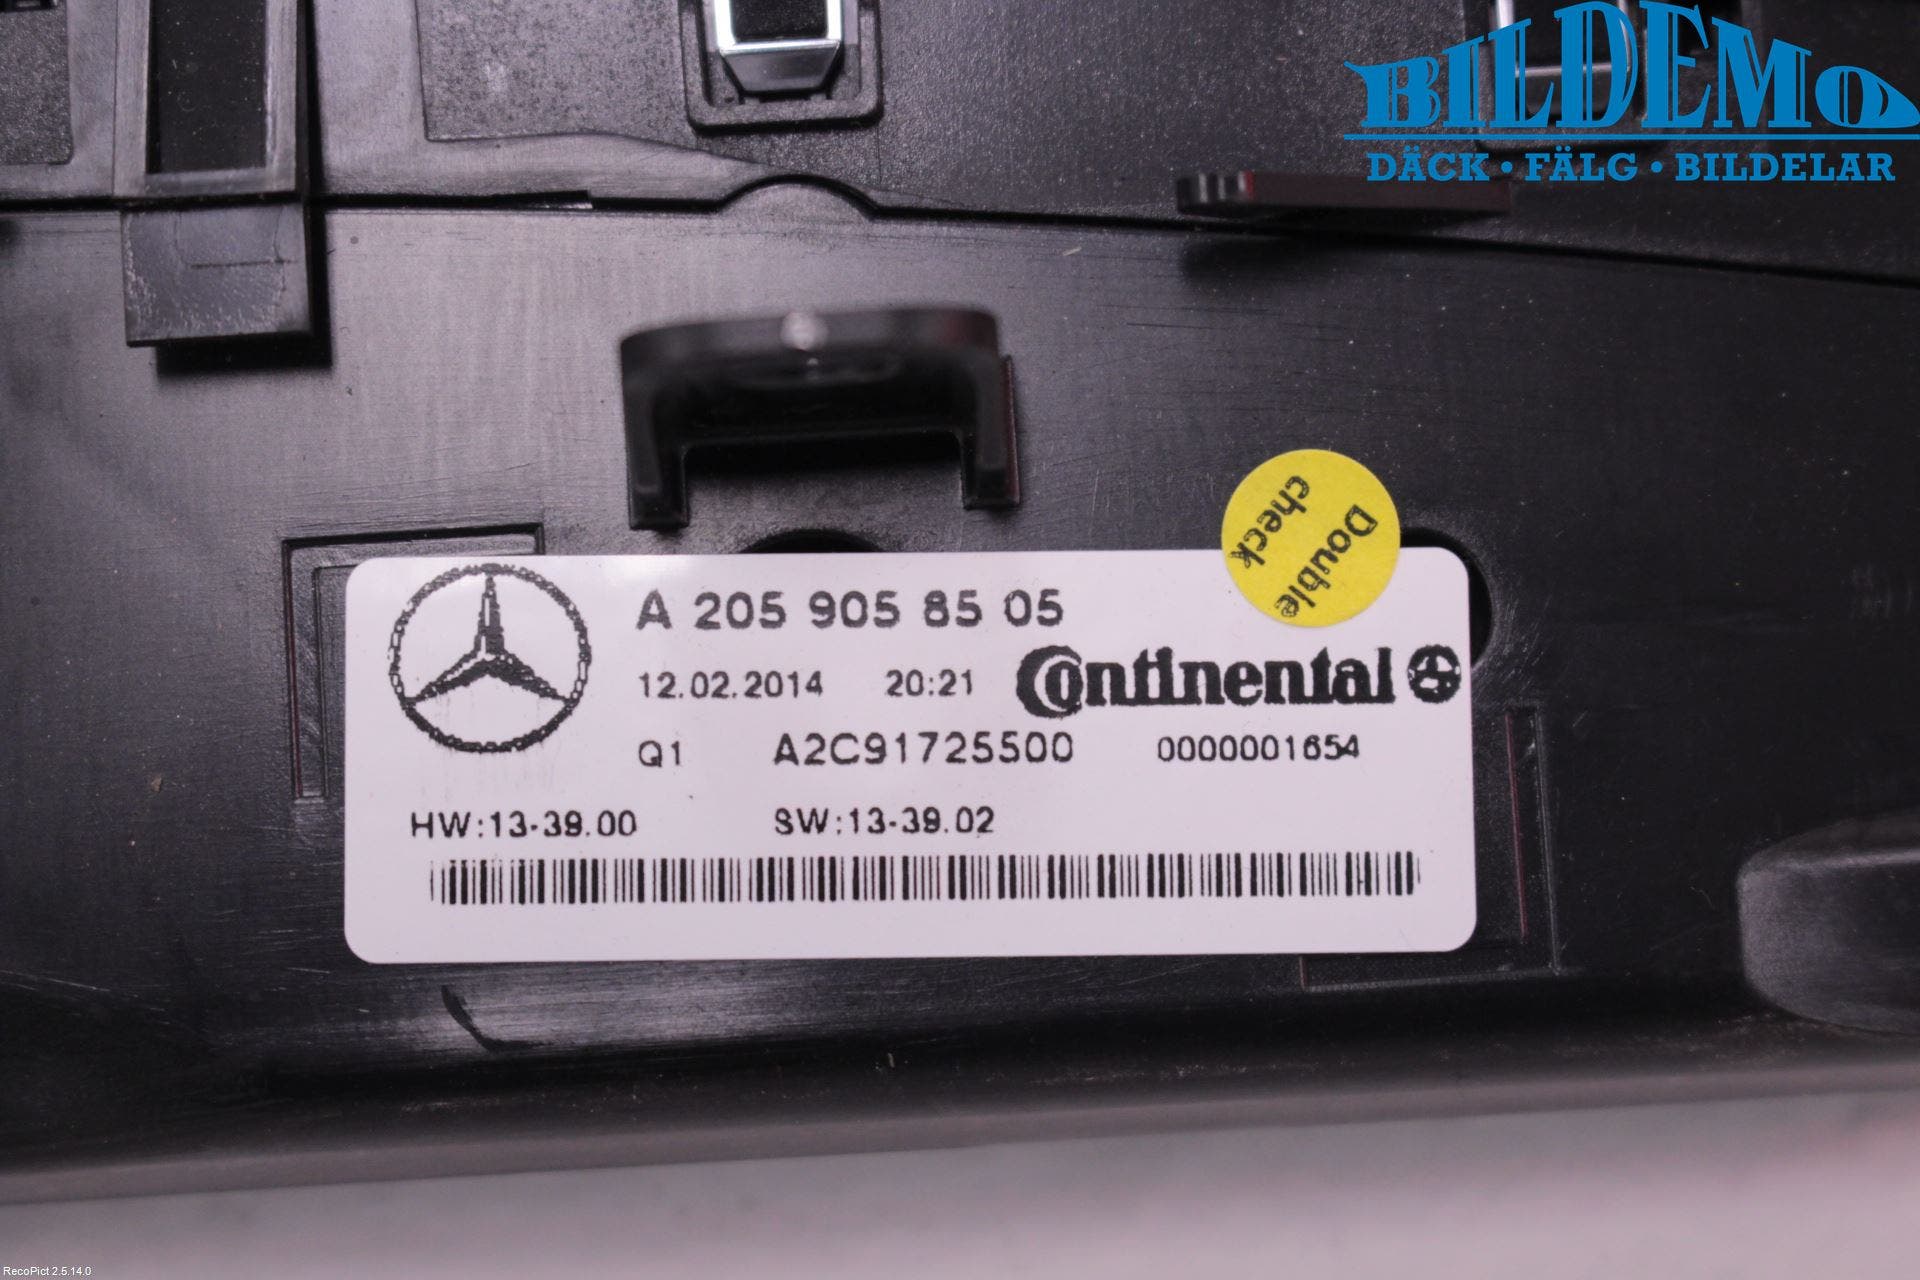 BILDEMO
DÄCK · FÄLG · BILDELAR
Double
check
A 205 905 85 05
12.02.2014 20:21 Continental
Q1 A2C91725500 0000001654
HW:13-39.00 SW:13-39.02
RecoPict 2.5.14.0